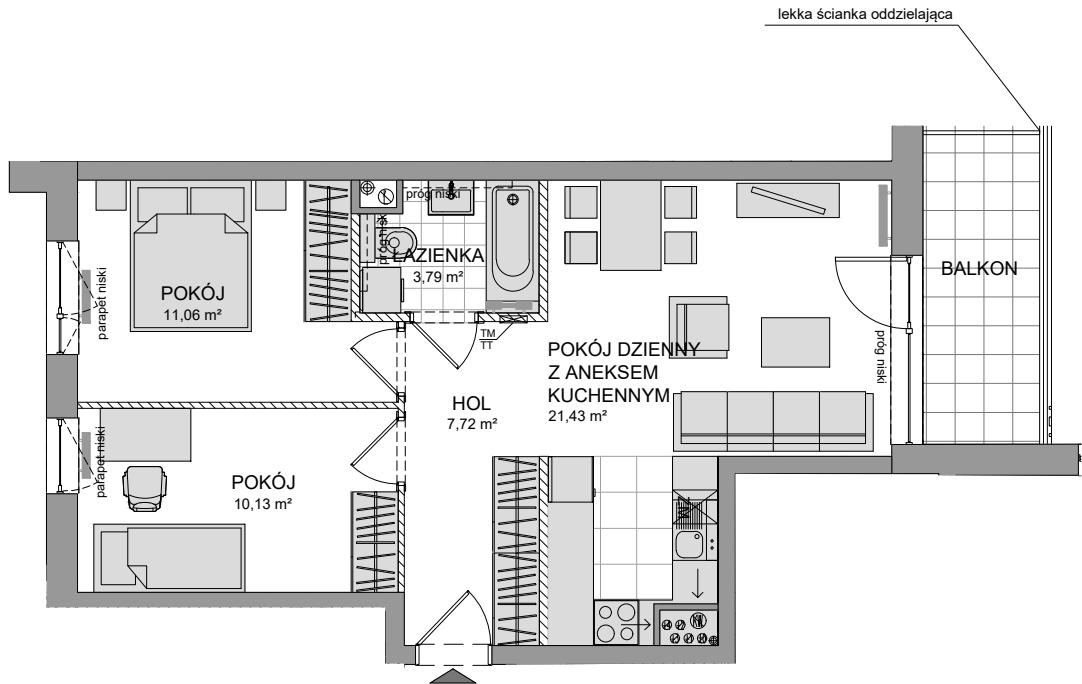 lekka ścianka oddzielająca
próg niski
próg niski
ŁAZIENKA
3,79 m²
BALKON
POKÓJ
11,06 m²
parapet niski
TM
TT
POKÓJ DZIENNY
Z ANEKSEM
KUCHENNYM
21,43 m²
próg niski
HOL
7,72 m²
parapet niski
POKÓJ
10,13 m²
ZM